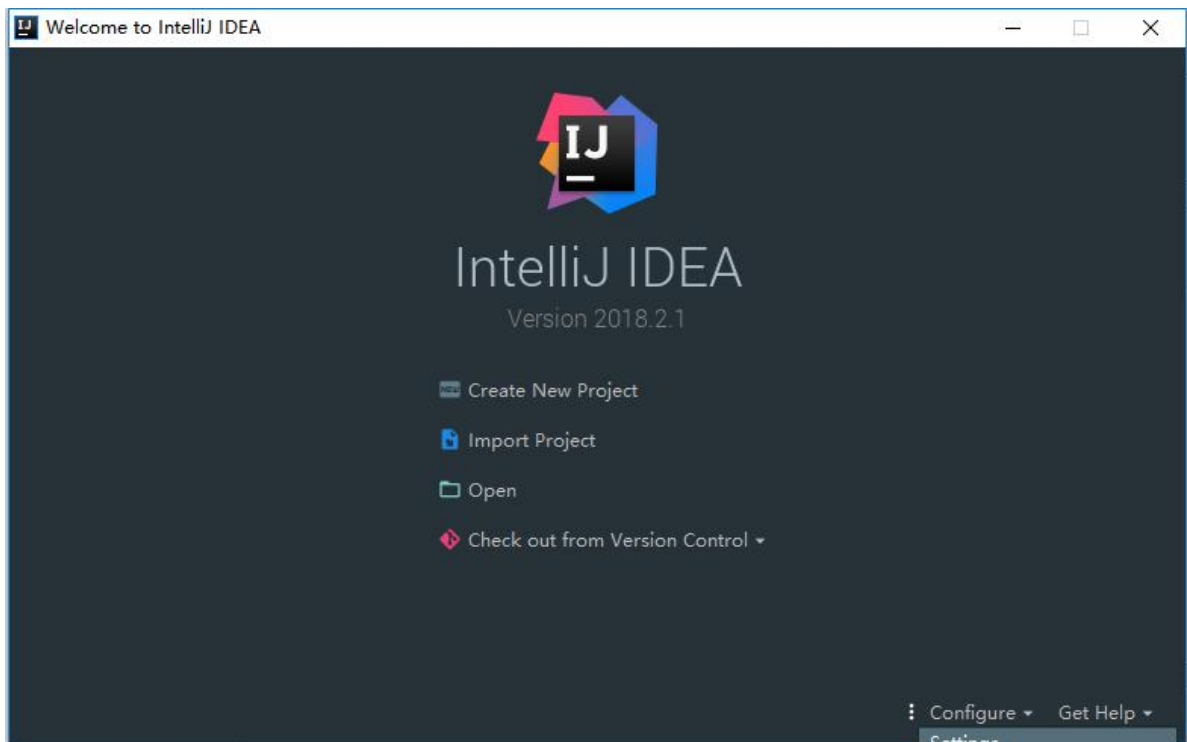 Welcome to IntelliJ IDEA
IJ
IntelliJ IDEA
Version 2018.2.1
Create New Project
Import Project
Open
Check out from Version Control
Configure Get Help
Settings